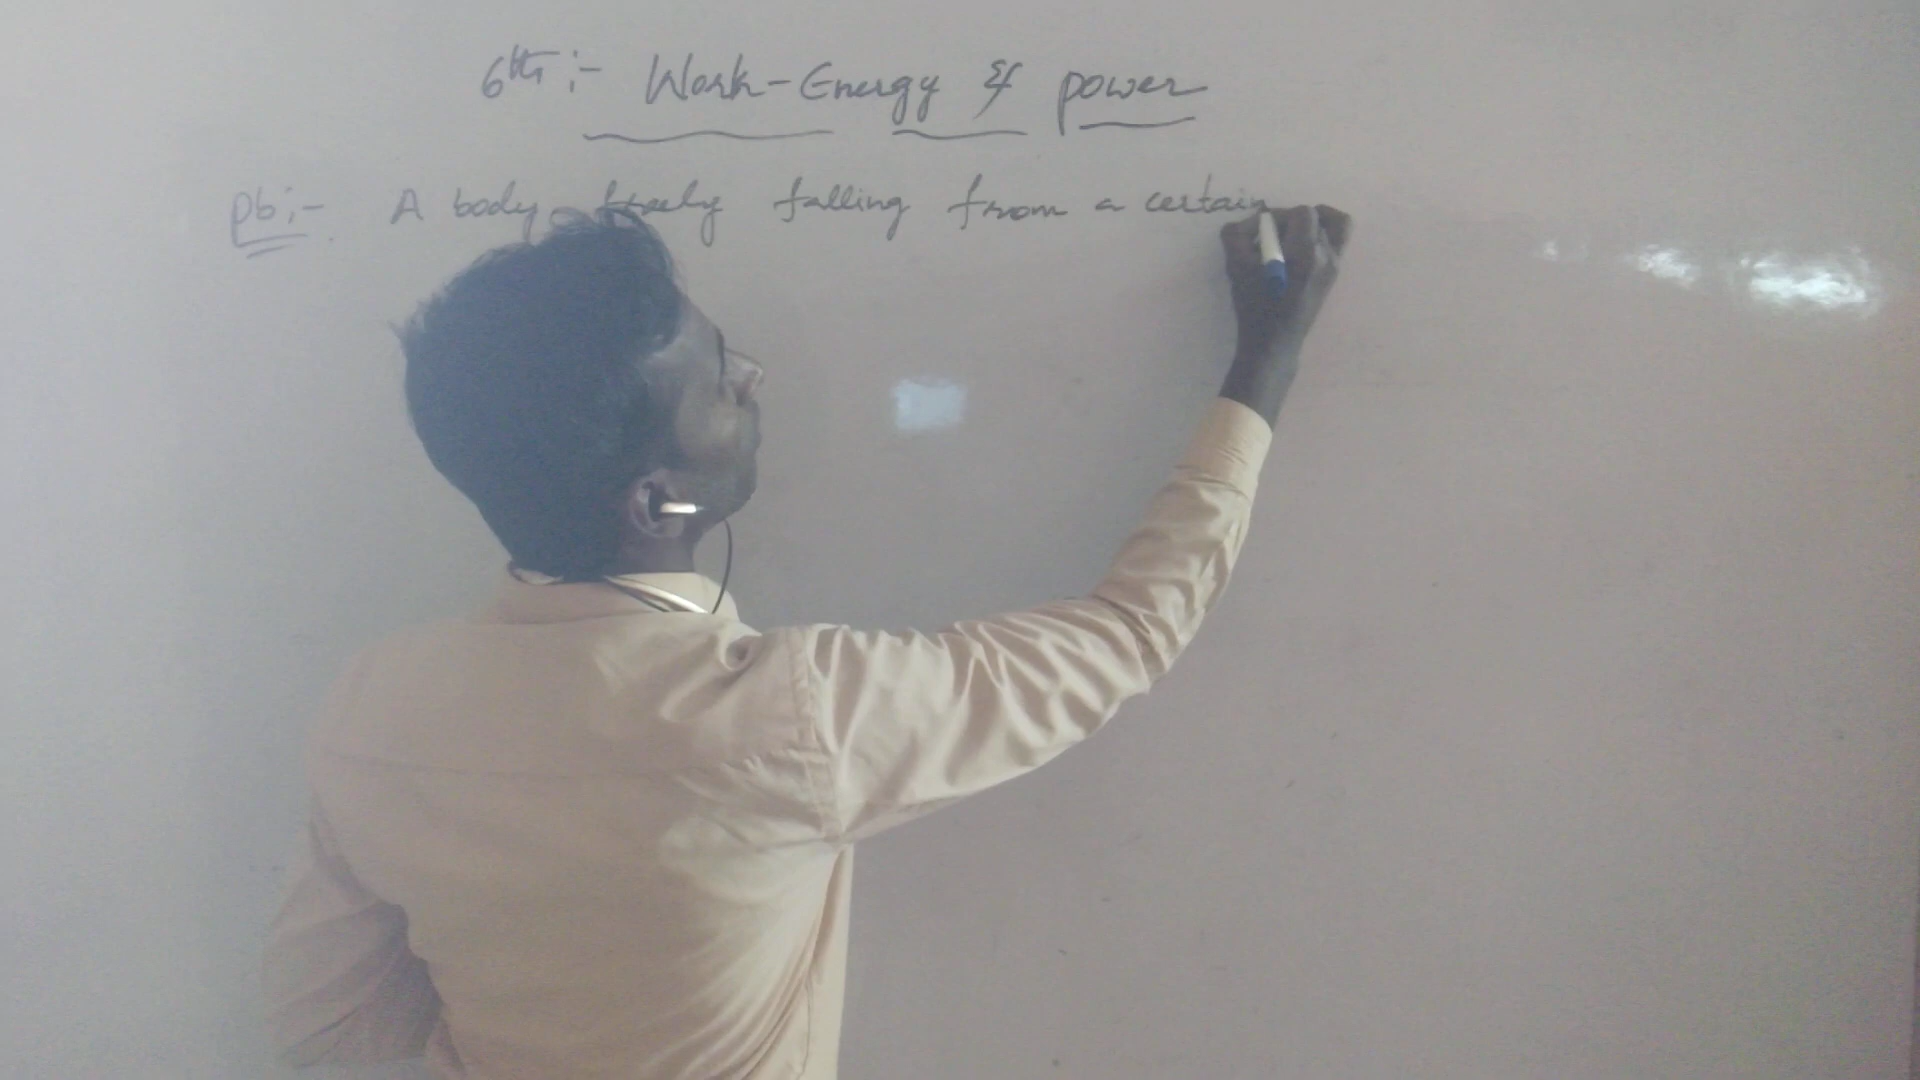 6th :- Work-Energy & power
pb:- A body freely falling from a certain